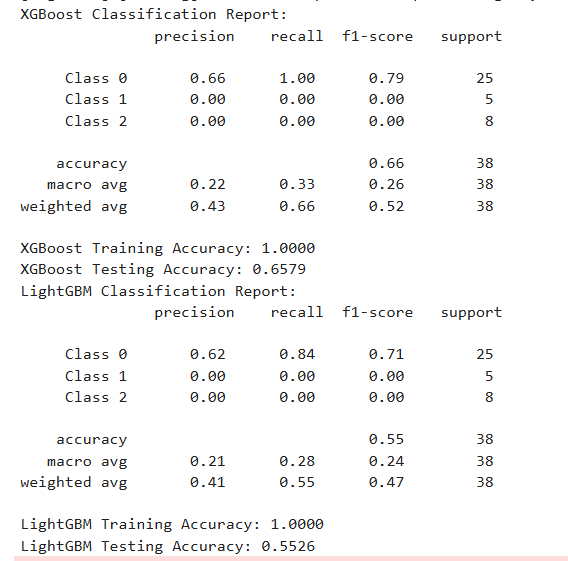 XGBoost Classification Report:
precision recall f1-score support
Class 0 0.66 1.00 0.79 25
Class 1 0.00 0.00 0.00 5
Class 2 0.00 0.00 0.00 8
accuracy 0.66 38
macro avg 0.22 0.33 0.26 38
weighted avg 0.43 0.66 0.52 38
XGBoost Training Accuracy: 1.0000
XGBoost Testing Accuracy: 0.6579
LightGBM Classification Report:
precision recall f1-score support
Class 0 0.62 0.84 0.71 25
Class 1 0.00 0.00 0.00 5
Class 2 0.00 0.00 0.00 8
accuracy 0.55 38
macro avg 0.21 0.28 0.24 38
weighted avg 0.41 0.55 0.47 38
LightGBM Training Accuracy: 1.0000
LightGBM Testing Accuracy: 0.5526